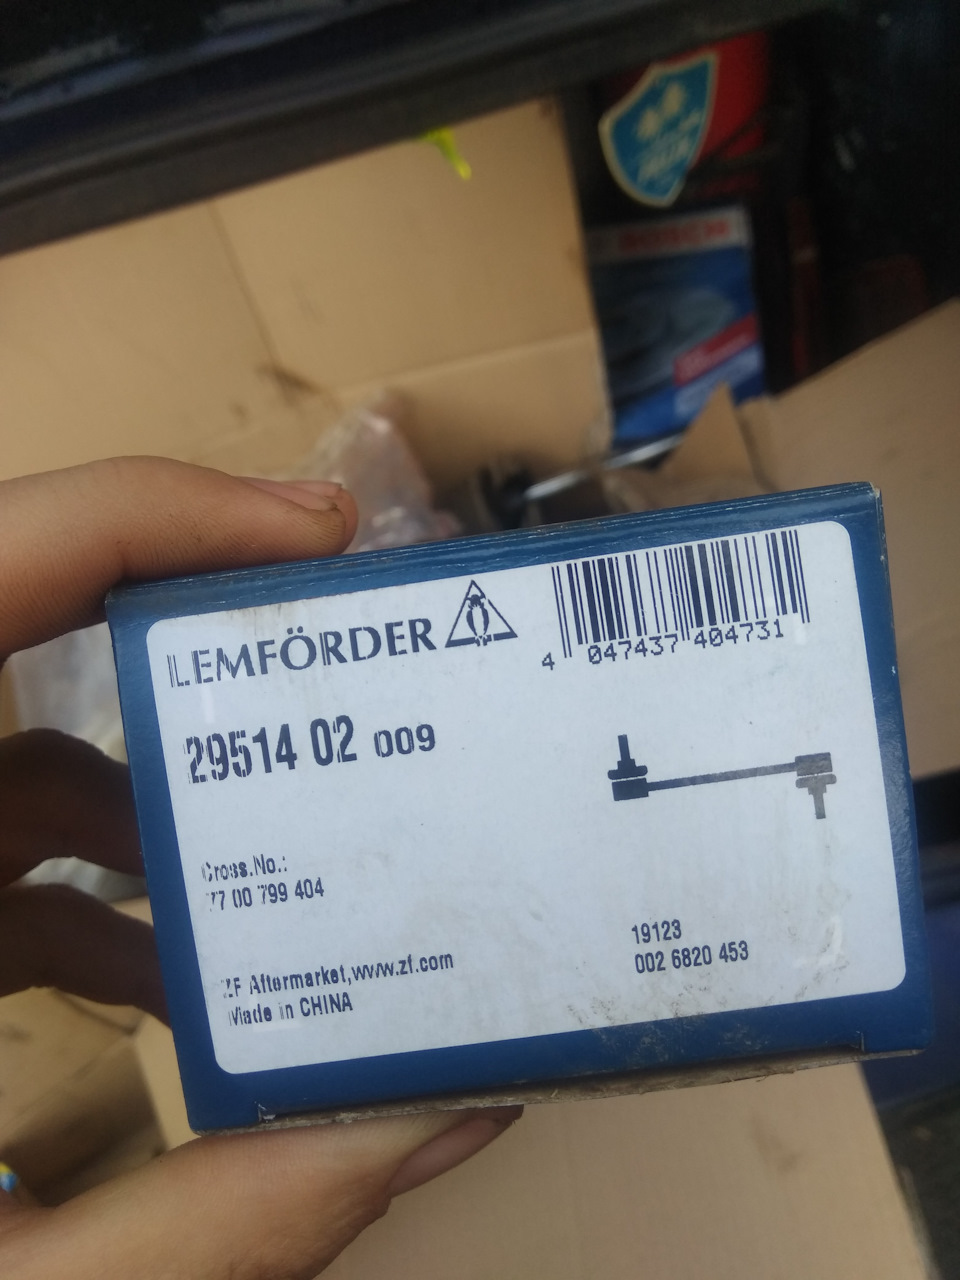 BOSCH
LEMFÖRDER
4 047437 404731
29514 02 009
Cross.No.:
77 00 799 404
19123
002 6820 453
ZF Aftermarket,www.zf.com
Made in CHINA